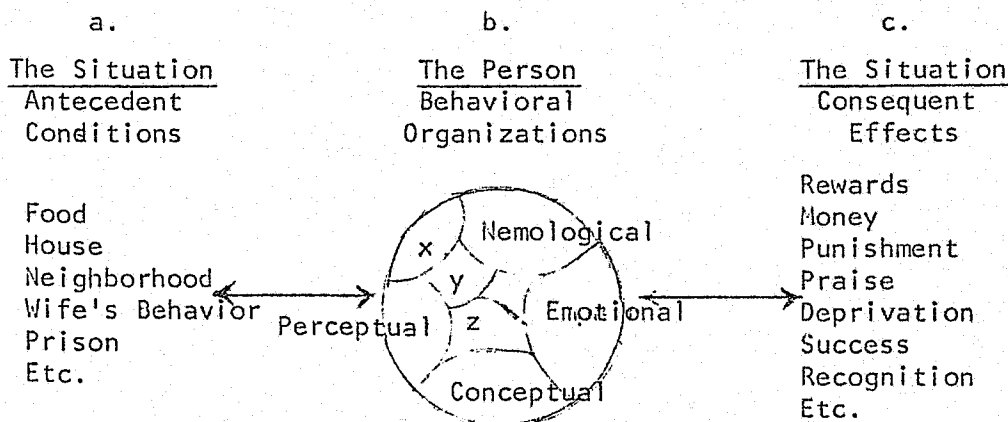 a.
b.
c.
The Situation
Antecedent
Conditions
The Person
Behavioral
Organizations
The Situation
Consequent
Effects
Food
House
Neighborhood
Wife's Behavior
Prison
Etc.
x
Nemological
y
Perceptual
z
Emotional
Conceptual
Rewards
Money
Punishment
Praise
Deprivation
Success
Recognition
Etc.